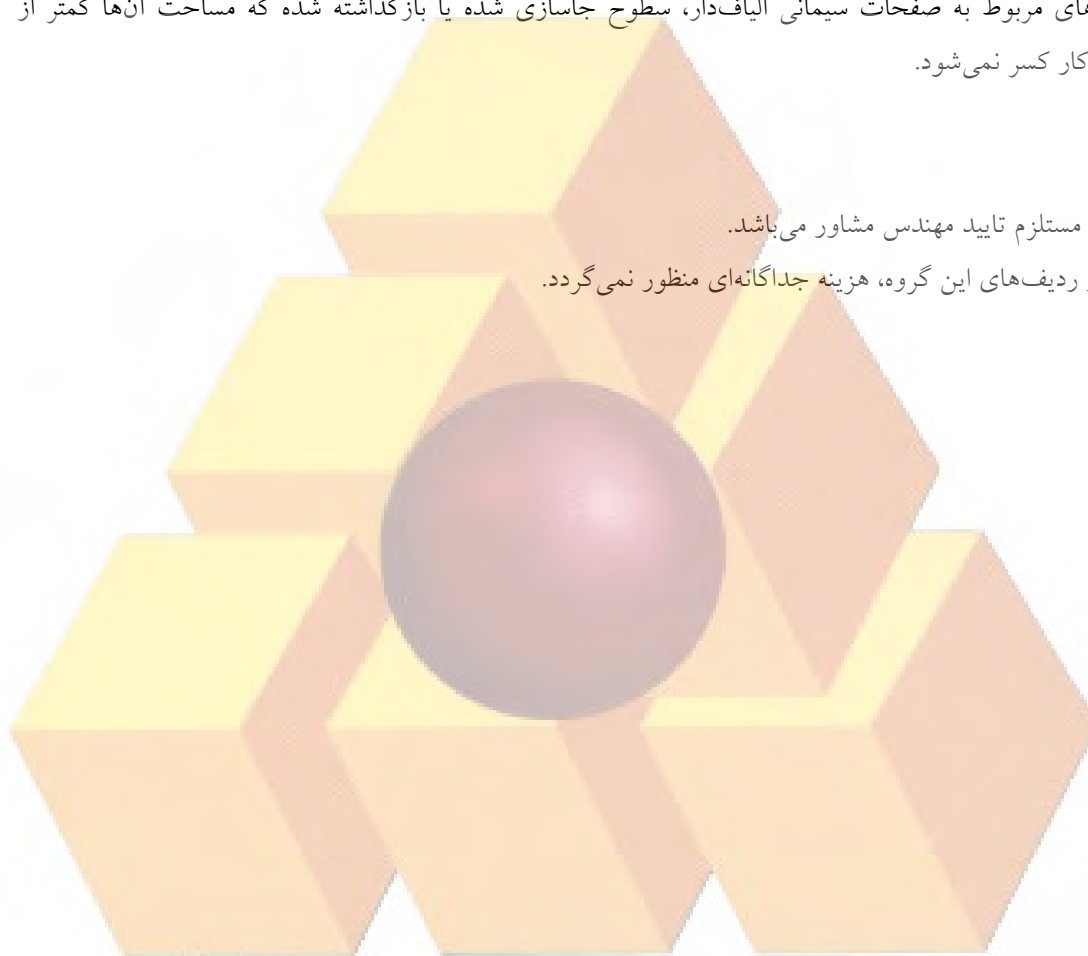 های مربوط به صفحات سیمانی الیاف‌دار، سطوح جاسازی شده یا بازگذاشته شده که مساحت آن‌ها کمتر از
کار کسر نمی‌شود.
مستلزم تایید مهندس مشاور می‌باشد.
ردیف‌های این گروه، هزینه جداگانه‌ای منظور نمی‌گردد.